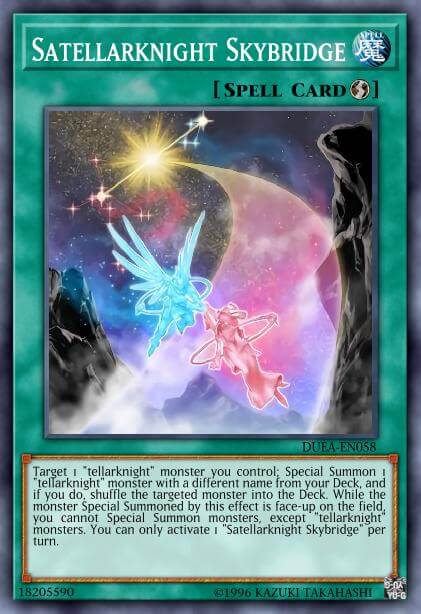 SATELLARKNIGHT SKYBRIDGE
SPELL
魔
[SPELL CARD]
DUEA-EN058
Target 1 "tellarknight" monster you control; Special Summon 1
"tellarknight" monster with a different name from your Deck, and
if you do, shuffle the targeted monster into the Deck. While the
monster Special Summoned by this effect is face-up on the field,
you cannot Special Summon monsters, except "tellarknight"
monsters. You can only activate 1 "Satellarknight Skybridge" per
turn.
18205590
©1996 KAZUKI TAKAHASHI